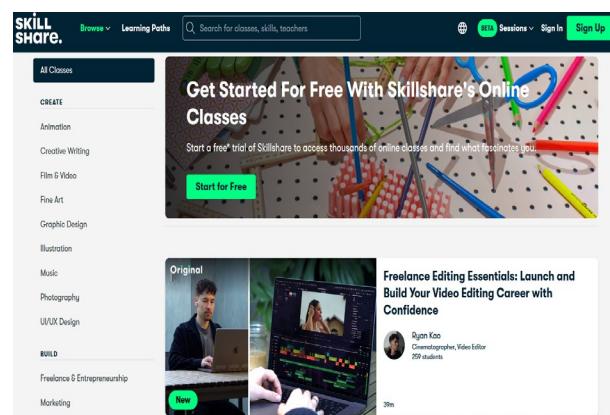 SKILL
SHARE.
Browse
Learning Paths
Search for classes, skills, teachers
BETA Sessions
Sign In
Sign Up
All Classes
CREATE
Animation
Creative Writing
Film & Video
Fine Art
Graphic Design
Illustration
Music
Photography
UI/UX Design
BUILD
Freelance & Entrepreneurship
Marketing
Get Started For Free With Skillshare's Online
Classes
Start a free* trial of Skillshare to access thousands of online classes and find what fascinates you.
Start for Free
Original
New
Freelance Editing Essentials: Launch and
Build Your Video Editing Career with
Confidence
Ryan Kao
Cinematographer, Video Editor
259 students
39m